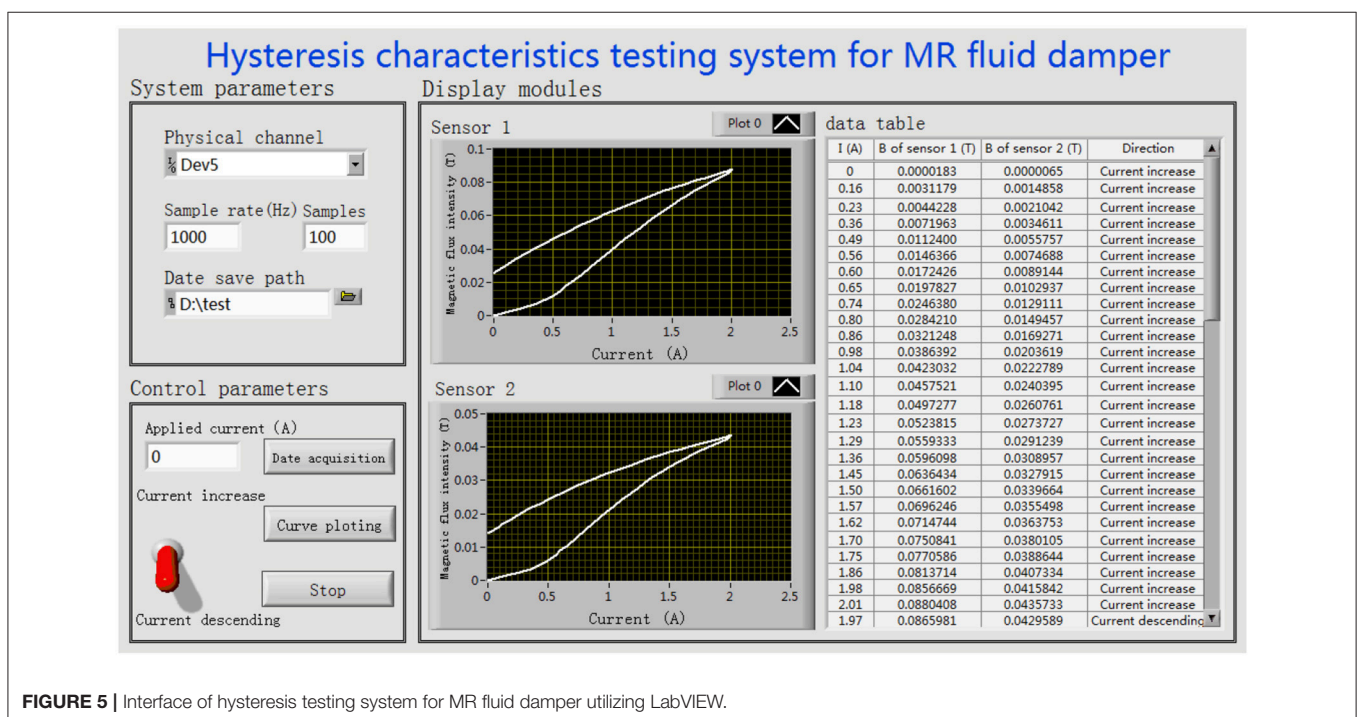 Hysteresis characteristics testing system for MR fluid damper
System parameters
Physical channel
Dev5
Sample rate(Hz) Samples
1000 100
Date save path
D:\test
Control parameters
Applied current (A)
0
Date acquisition
Current increase
Curve ploting
Stop
Current descending
Display modules
Sensor 1
Plot 0
Magnetic flux intensity (T)
0.1
0.08
0.06
0.04
0.02
0
0 0.5 1 1.5 2 2.5
Current (A)
Sensor 2
Plot 0
Magnetic flux intensity (T)
0.05
0.04
0.03
0.02
0.01
0
0 0.5 1 1.5 2 2.5
Current (A)
data table
I (A) B of sensor 1 (T) B of sensor 2 (T) Direction
0 0.0000183 0.0000065 Current increase
0.16 0.0031179 0.0014858 Current increase
0.23 0.0044228 0.0021042 Current increase
0.36 0.0071963 0.0034611 Current increase
0.49 0.0112400 0.0055757 Current increase
0.56 0.0146366 0.0074688 Current increase
0.60 0.0172426 0.0089144 Current increase
0.65 0.0197827 0.0102937 Current increase
0.74 0.0246380 0.0129111 Current increase
0.80 0.0284210 0.0149457 Current increase
0.86 0.0321248 0.0169271 Current increase
0.98 0.0386392 0.0203619 Current increase
1.04 0.0423032 0.0222789 Current increase
1.10 0.0457521 0.0240395 Current increase
1.18 0.0497277 0.0260761 Current increase
1.23 0.0523815 0.0273727 Current increase
1.29 0.0559333 0.0291239 Current increase
1.36 0.0596098 0.0308957 Current increase
1.45 0.0636434 0.0327915 Current increase
1.50 0.0661602 0.0339664 Current increase
1.57 0.0696246 0.0355498 Current increase
1.62 0.0714744 0.0363753 Current increase
1.70 0.0750841 0.0380105 Current increase
1.75 0.0770586 0.0388644 Current increase
1.86 0.0813714 0.0407334 Current increase
1.98 0.0856669 0.0415842 Current increase
2.01 0.0880408 0.0435733 Current increase
1.97 0.0865981 0.0429589 Current descending
FIGURE 5 | Interface of hysteresis testing system for MR fluid damper utilizing LabVIEW.